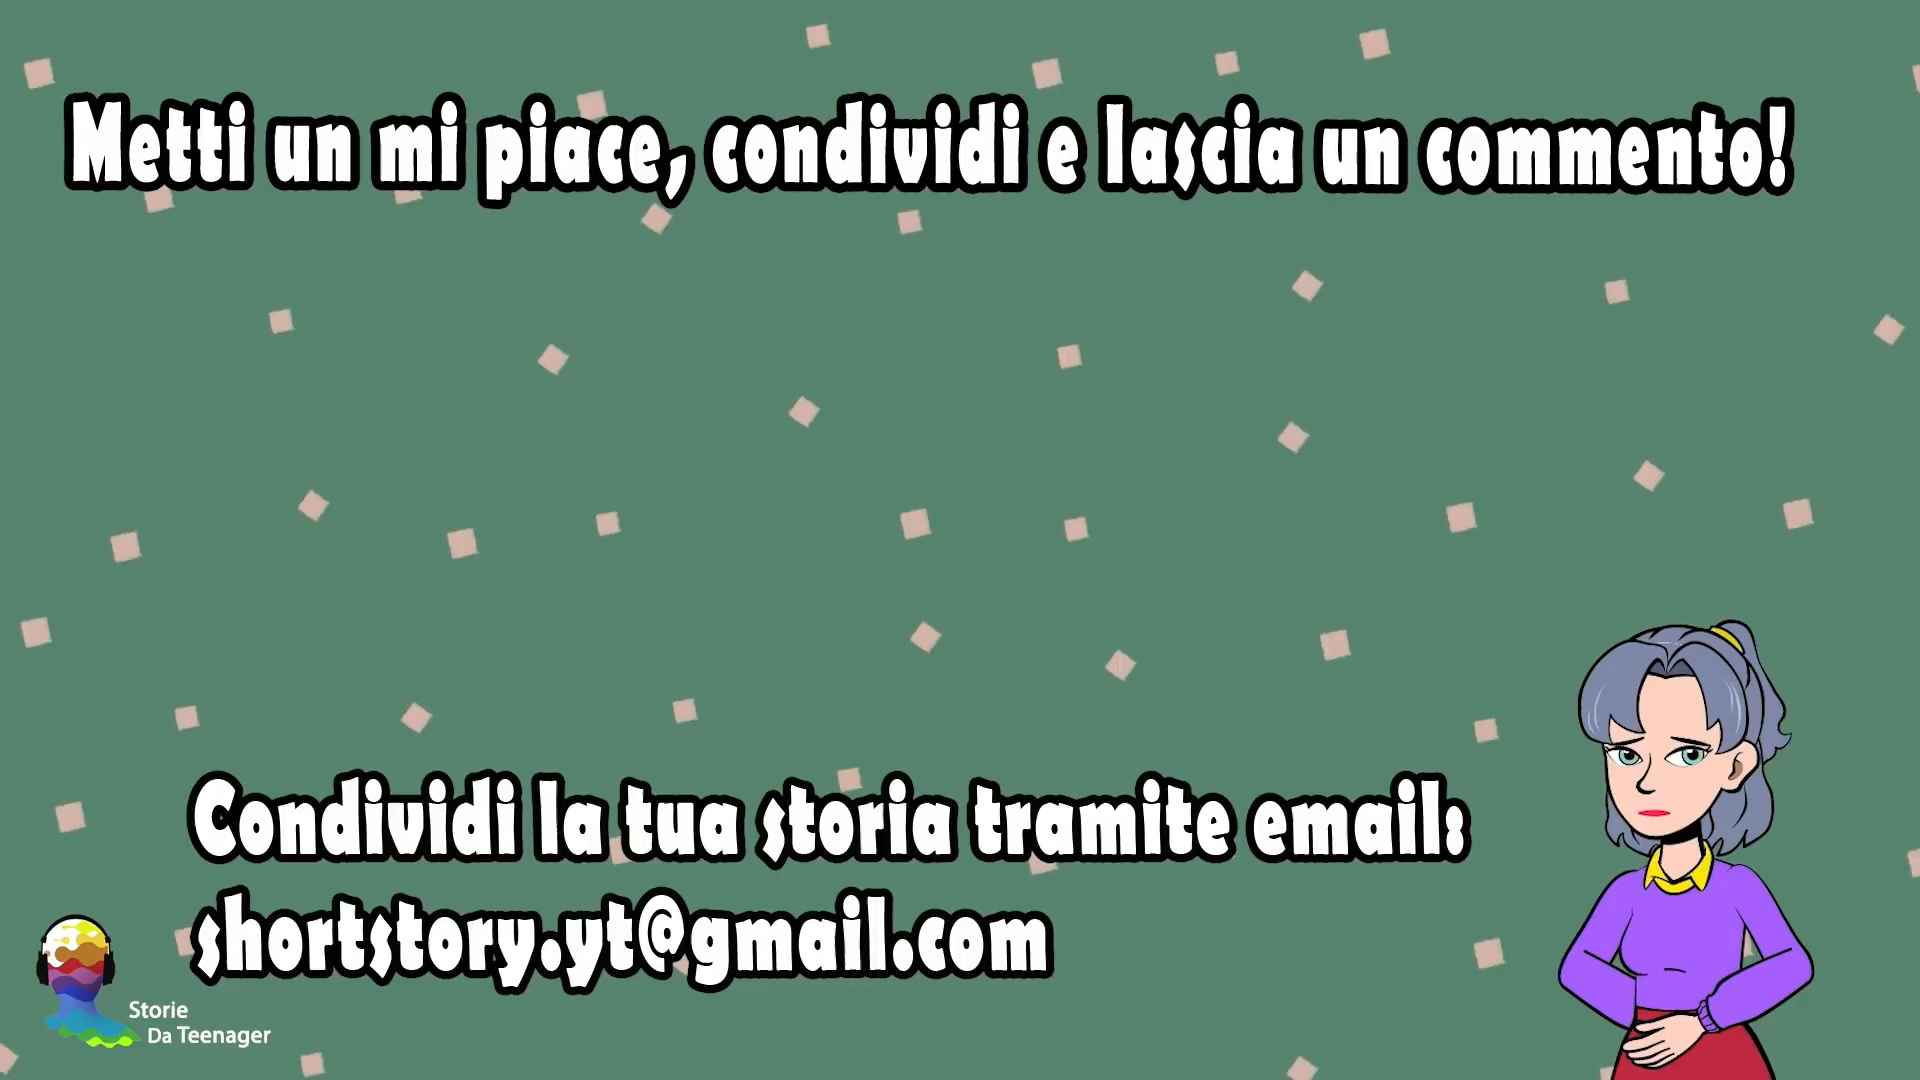 Metti un mi piace, condividi e lascia un commento!
Condividi la tua storia tramite email:
shortstory.yt@gmail.com
Storie
Da Teenager